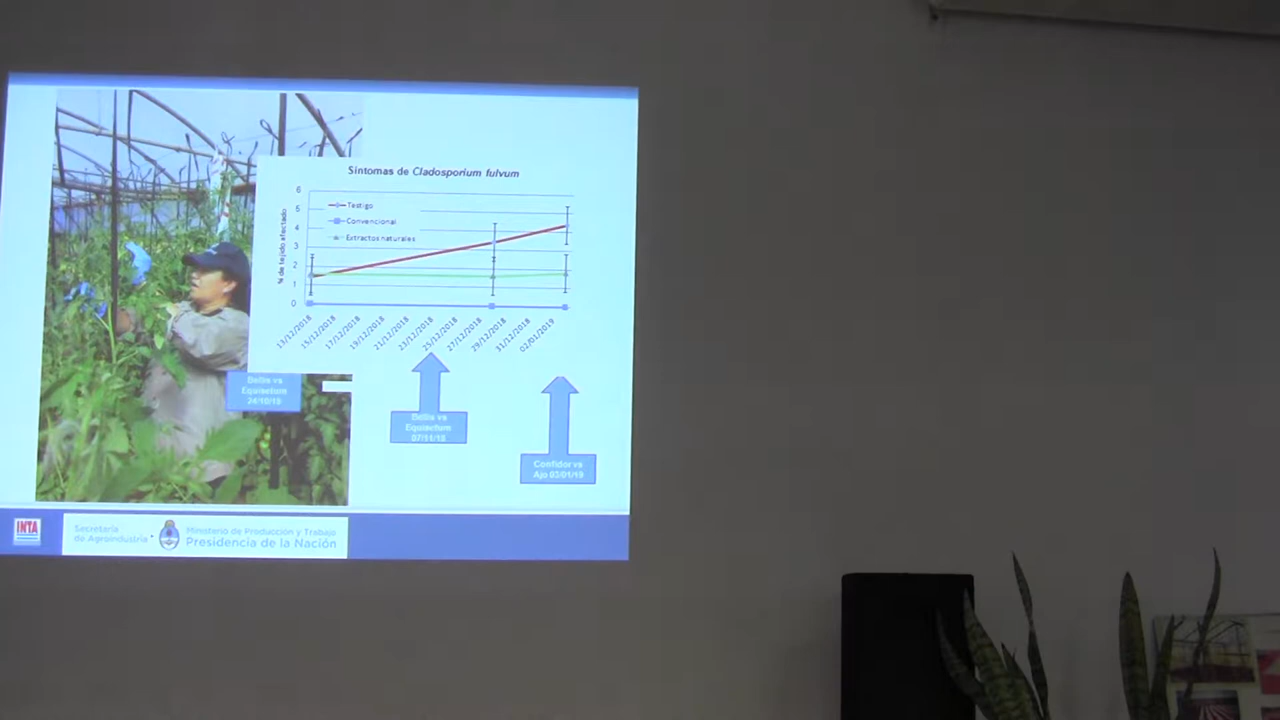 Síntomas de Cladosporium fulvum
% de tejido afectado
6
5
4
3
2
1
0
Testigo
Convencional
Extractos naturales
13/12/2018
15/12/2018
17/12/2018
19/12/2018
21/12/2018
23/12/2018
25/12/2018
27/12/2018
29/12/2018
31/12/2018
02/01/2019
vs
Equisetum
24/10/18
vs
Equisetum
07/11/18
Confidor vs
Ajo 03/01/19
INTA
Secretaría
de Agroindustria
Ministerio de Producción y Trabajo
Presidencia de la Nación